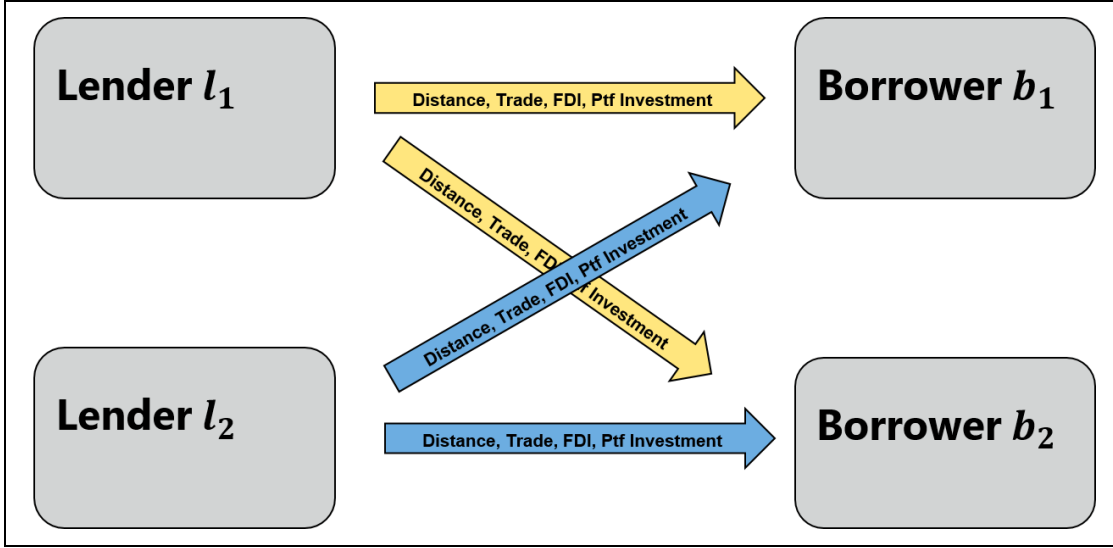 Lender l₁
Distance, Trade, FDI, Ptf Investment
Borrower b₁
Distance, Trade, FD Investment
Distance, Trade, FDI, Ptf Investment
Lender l₂
Distance, Trade, FDI, Ptf Investment
Borrower b₂